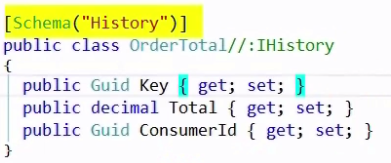 [Schema("History")]
public class OrderTotal//:IHistory
{
public Guid Key { get; set; }
public decimal Total { get; set; }
public Guid ConsumerId { get; set; }
}